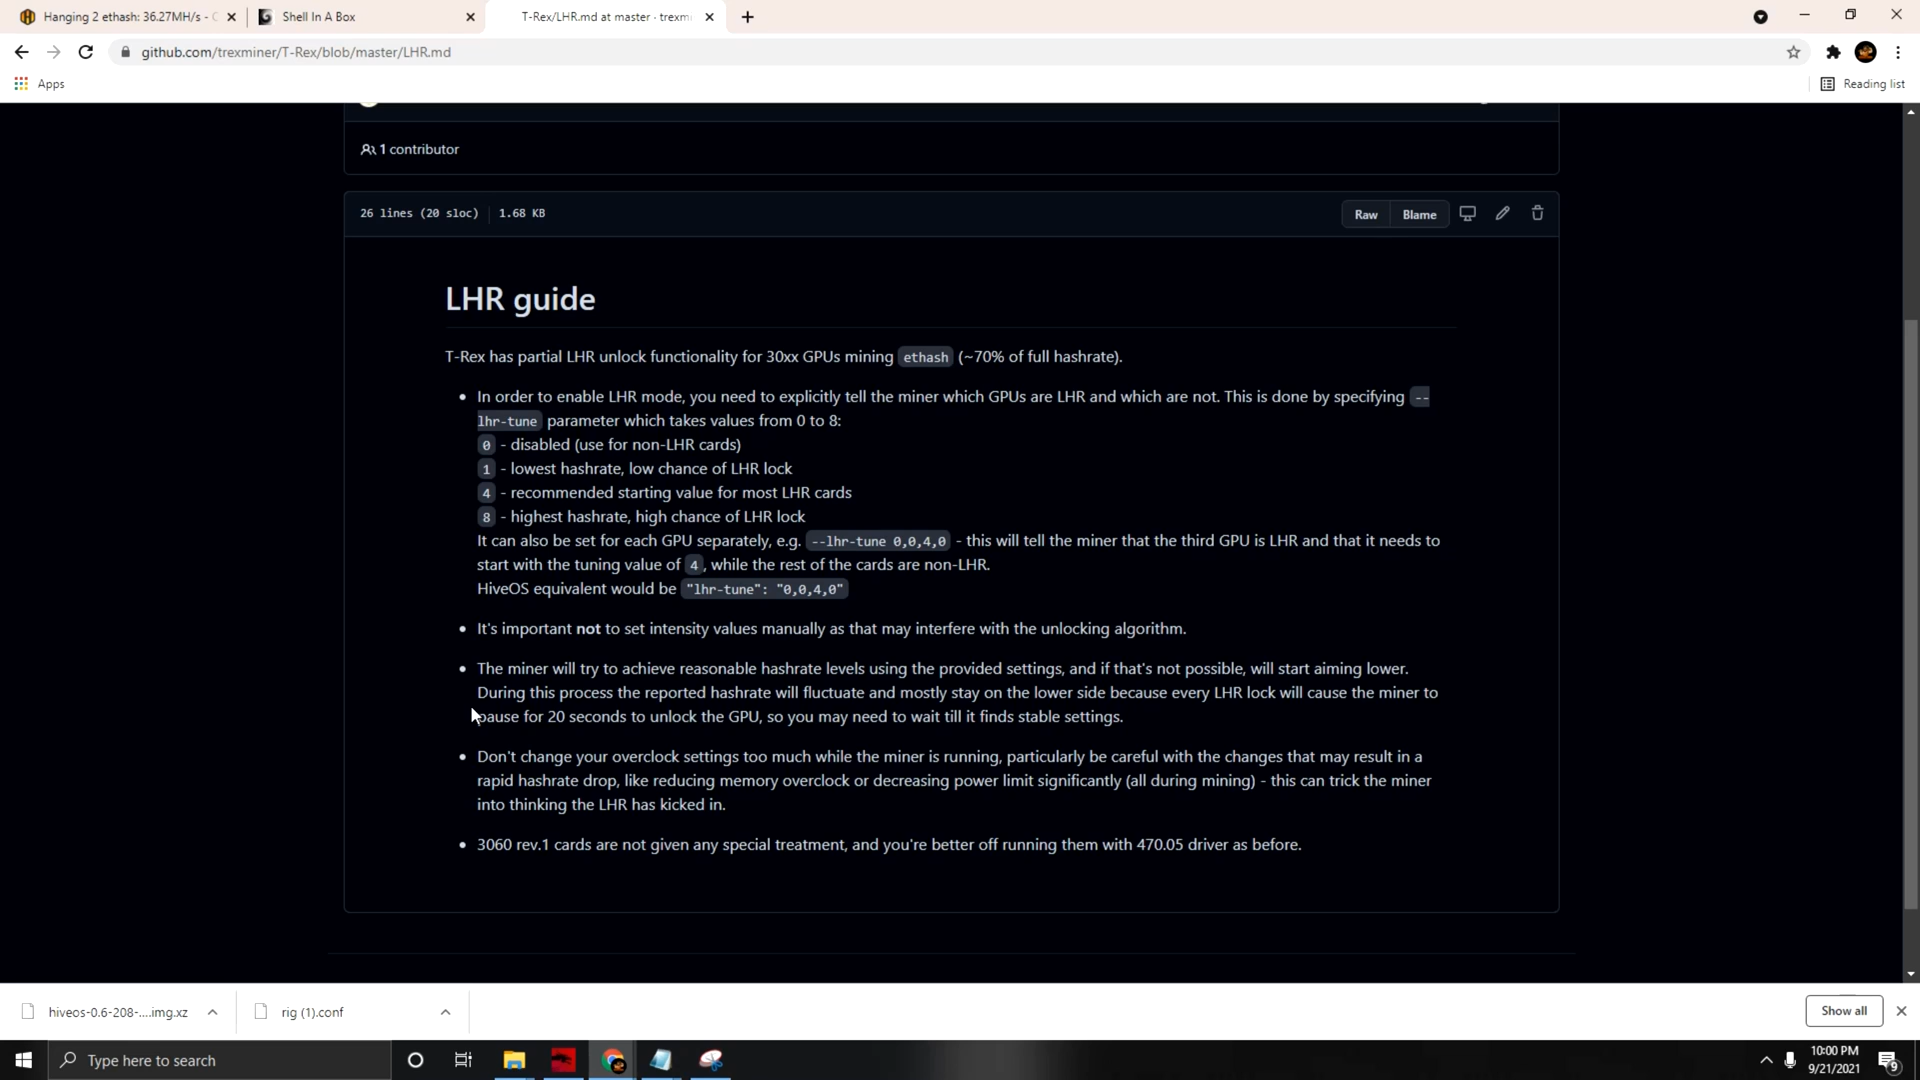 Hanging 2 ethash: 36.27MH/s -
Shell In A Box
T-Rex/LHR.md at master · trexmi
github.com/trexminer/T-Rex/blob/master/LHR.md
Apps
Reading list
1 contributor
26 lines (20 sloc) 1.68 KB
Raw Blame
LHR guide
T-Rex has partial LHR unlock functionality for 30xx GPUs mining ethash (~70% of full hashrate).
• In order to enable LHR mode, you need to explicitly tell the miner which GPUs are LHR and which are not. This is done by specifying --
lhr-tune parameter which takes values from 0 to 8:
0 - disabled (use for non-LHR cards)
1 - lowest hashrate, low chance of LHR lock
4 - recommended starting value for most LHR cards
8 - highest hashrate, high chance of LHR lock
It can also be set for each GPU separately, e.g. --lhr-tune 0,0,4,0 - this will tell the miner that the third GPU is LHR and that it needs to
start with the tuning value of 4, while the rest of the cards are non-LHR.
HiveOS equivalent would be "lhr-tune": "0,0,4,0"
• It's important not to set intensity values manually as that may interfere with the unlocking algorithm.
• The miner will try to achieve reasonable hashrate levels using the provided settings, and if that's not possible, will start aiming lower.
During this process the reported hashrate will fluctuate and mostly stay on the lower side because every LHR lock will cause the miner to
pause for 20 seconds to unlock the GPU, so you may need to wait till it finds stable settings.
• Don't change your overclock settings too much while the miner is running, particularly be careful with the changes that may result in a
rapid hashrate drop, like reducing memory overclock or decreasing power limit significantly (all during mining) - this can trick the miner
into thinking the LHR has kicked in.
• 3060 rev.1 cards are not given any special treatment, and you're better off running them with 470.05 driver as before.
hiveos-0.6-208-....img.xz
rig (1).conf
Show all
Type here to search
10:00 PM
9/21/2021
9